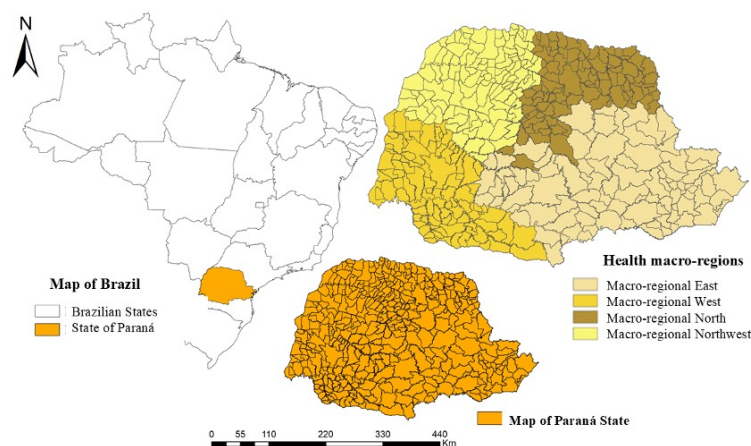 N
Map of Brazil
Brazilian States
State of Paraná
Health macro-regions
Macro-regional East
Macro-regional West
Macro-regional North
Macro-regional Northwest
Map of Paraná State
0 55 110 220 330 440
Km